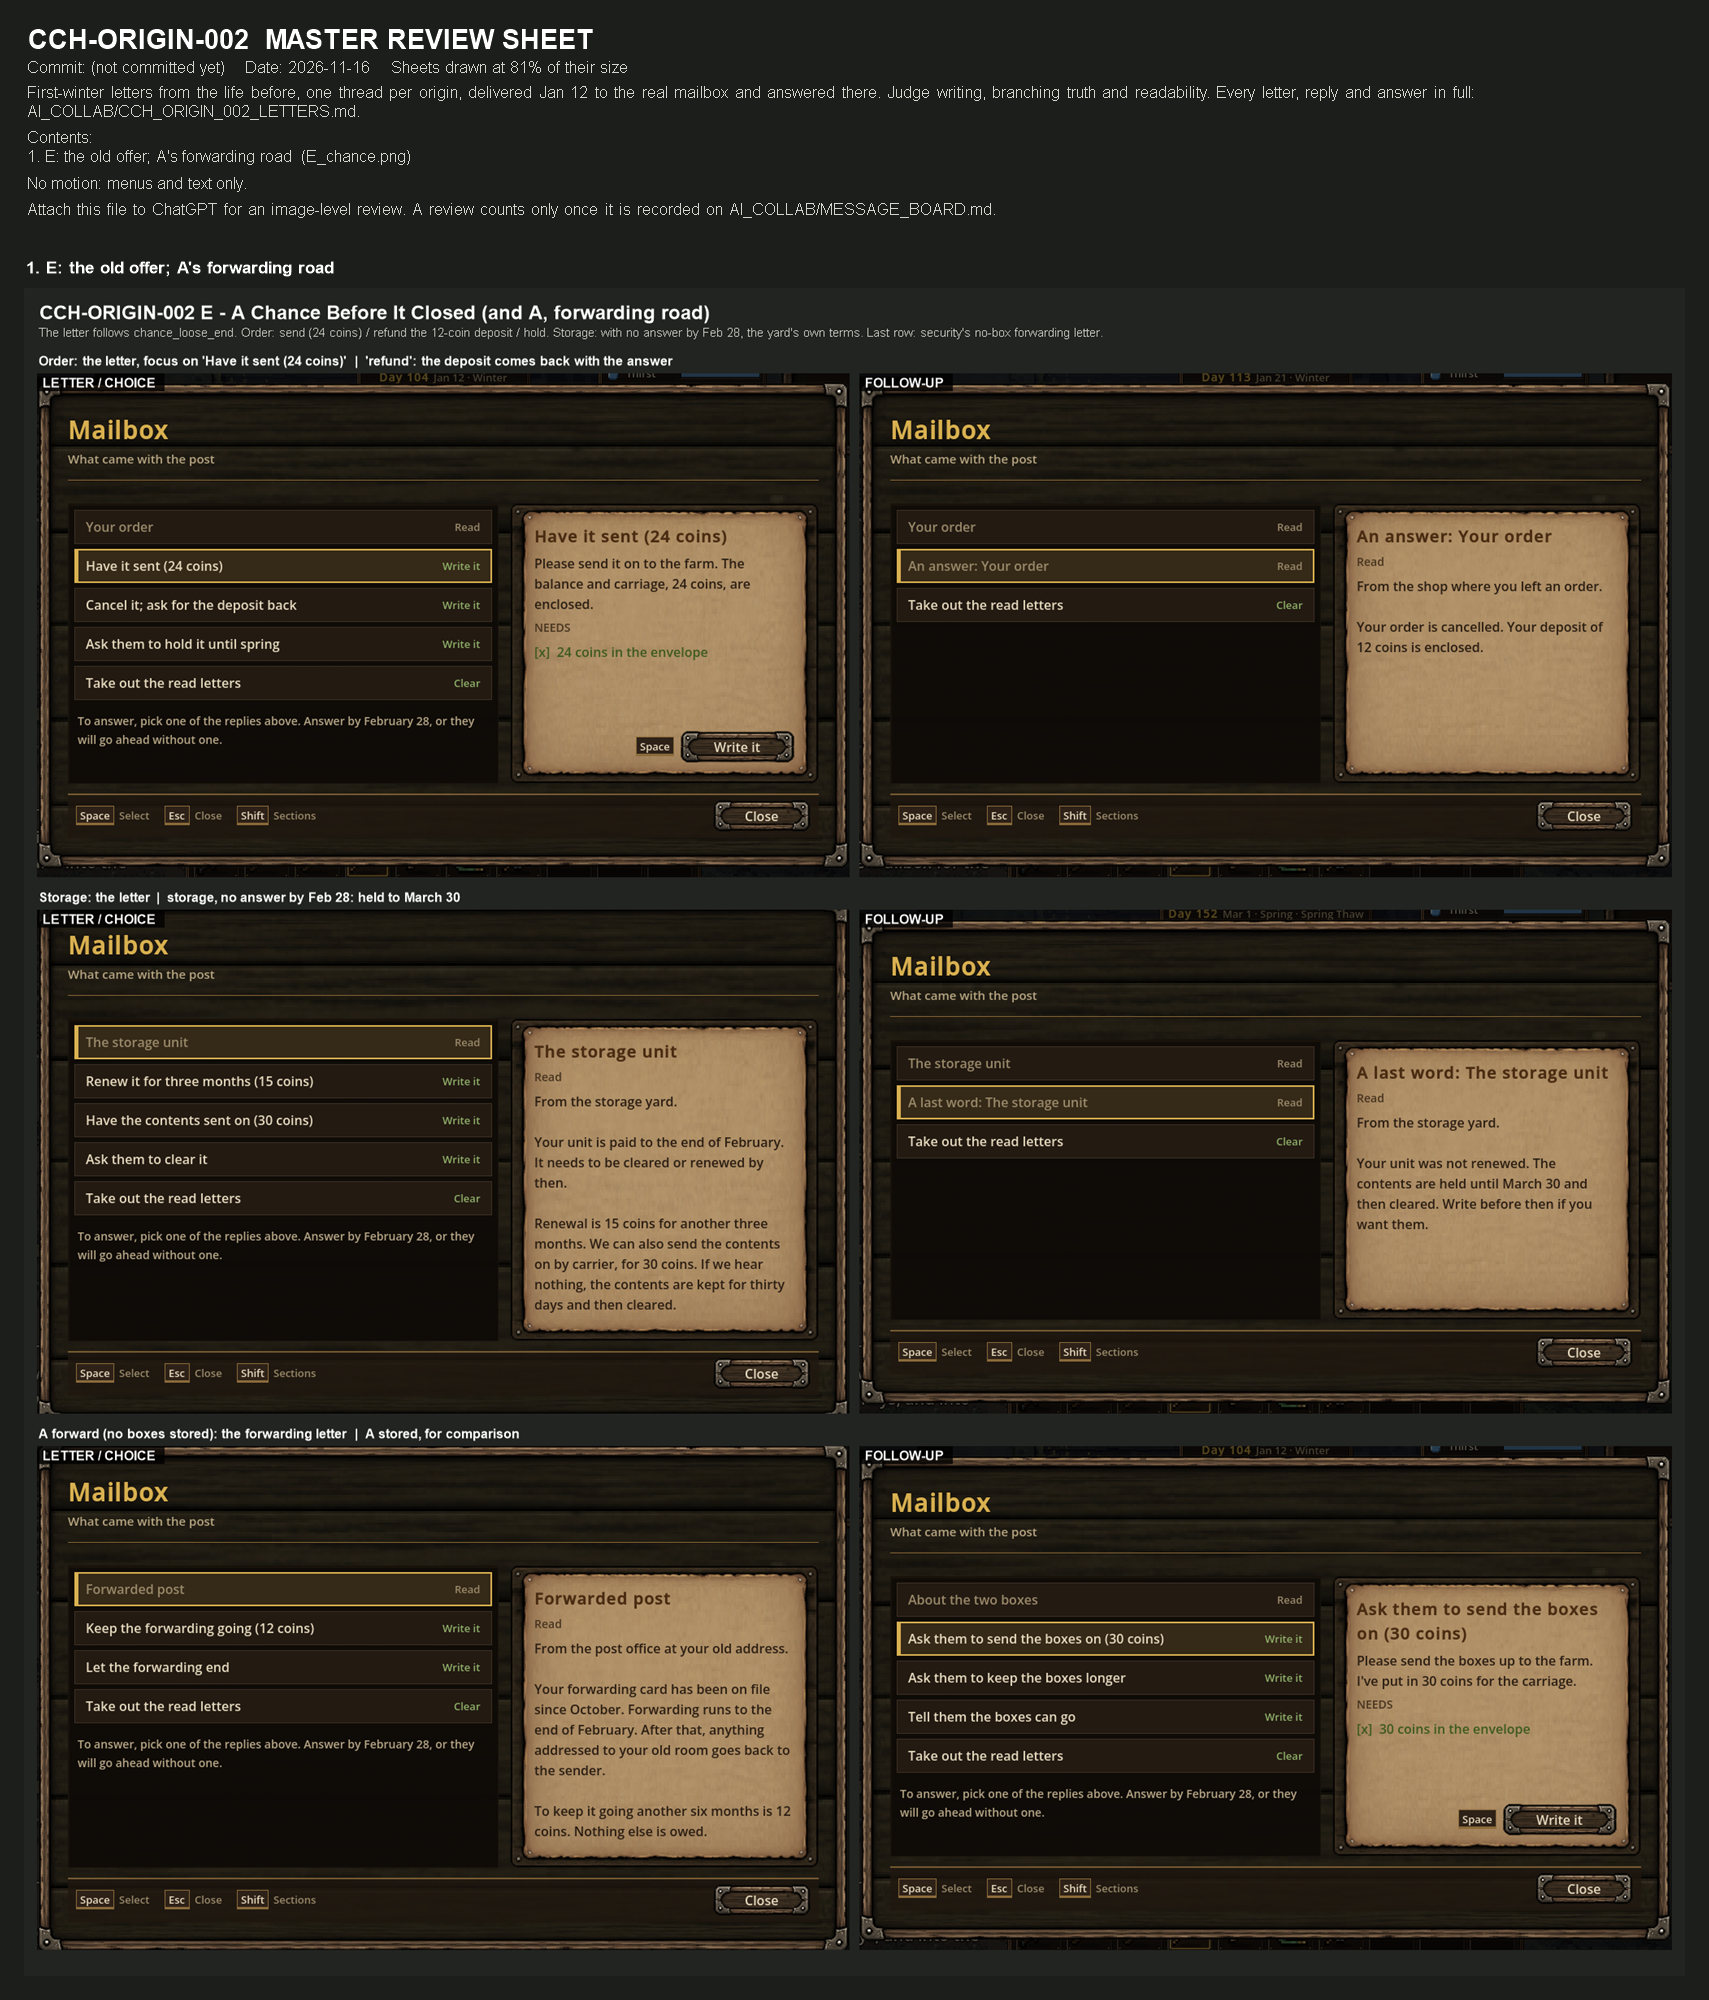 CCH-ORIGIN-002 MASTER REVIEW SHEET
Commit: (not committed yet) Date: 2026-11-16 Sheets drawn at 81% of their size
First-winter letters from the life before, one thread per origin, delivered Jan 12 to the real mailbox and answered there. Judge writing, branching truth and readability. Every letter, reply and answer in full:
AI_COLLAB/CCH_ORIGIN_002_LETTERS.md.
Contents:
1. E: the old offer; A's forwarding road (E_chance.png)
No motion: menus and text only.
Attach this file to ChatGPT for an image-level review. A review counts only once it is recorded on AI_COLLAB/MESSAGE_BOARD.md.
1. E: the old offer; A's forwarding road
CCH-ORIGIN-002 E - A Chance Before It Closed (and A, forwarding road)
The letter follows chance_loose_end. Order: send (24 coins) / refund the 12-coin deposit / hold. Storage: with no answer by Feb 28, the yard's own terms. Last row: security's no-box forwarding letter.
Order: the letter, focus on 'Have it sent (24 coins)' | 'refund': the deposit comes back with the answer
LETTER / CHOICE
Day 104 Jan 12 · Winter
Thirst
Mailbox
What came with the post
Your order Read
Have it sent (24 coins) Write it
Cancel it; ask for the deposit back Write it
Ask them to hold it until spring Write it
Take out the read letters Clear
To answer, pick one of the replies above. Answer by February 28, or they
will go ahead without one.
Have it sent (24 coins)
Please send it on to the farm. The
balance and carriage, 24 coins, are
enclosed.
NEEDS
[x] 24 coins in the envelope
Space Write it
Space Select Esc Close Shift Sections
Close
FOLLOW-UP
Day 113 Jan 21 · Winter
Thirst
Mailbox
What came with the post
Your order Read
An answer: Your order Read
Take out the read letters Clear
An answer: Your order
Read
From the shop where you left an order.
Your order is cancelled. Your deposit of
12 coins is enclosed.
Space Select Esc Close Shift Sections
Close
Storage: the letter | storage, no answer by Feb 28: held to March 30
LETTER / CHOICE
Mailbox
What came with the post
The storage unit Read
Renew it for three months (15 coins) Write it
Have the contents sent on (30 coins) Write it
Ask them to clear it Write it
Take out the read letters Clear
To answer, pick one of the replies above. Answer by February 28, or they
will go ahead without one.
The storage unit
Read
From the storage yard.
Your unit is paid to the end of February.
It needs to be cleared or renewed by
then.
Renewal is 15 coins for another three
months. We can also send the contents
on by carrier, for 30 coins. If we hear
nothing, the contents are kept for thirty
days and then cleared.
Space Select Esc Close Shift Sections
Close
FOLLOW-UP
Day 152 Mar 1 · Spring · Spring Thaw
Thirst
Mailbox
What came with the post
The storage unit Read
A last word: The storage unit Read
Take out the read letters Clear
A last word: The storage unit
Read
From the storage yard.
Your unit was not renewed. The
contents are held until March 30 and
then cleared. Write before then if you
want them.
Space Select Esc Close Shift Sections
Close
A forward (no boxes stored): the forwarding letter | A stored, for comparison
LETTER / CHOICE
Mailbox
What came with the post
Forwarded post Read
Keep the forwarding going (12 coins) Write it
Let the forwarding end Write it
Take out the read letters Clear
To answer, pick one of the replies above. Answer by February 28, or they
will go ahead without one.
Forwarded post
Read
From the post office at your old address.
Your forwarding card has been on file
since October. Forwarding runs to the
end of February. After that, anything
addressed to your old room goes back to
the sender.
To keep it going another six months is 12
coins. Nothing else is owed.
Space Select Esc Close Shift Sections
Close
FOLLOW-UP
Day 104 Jan 12 · Winter
Thirst
Mailbox
What came with the post
About the two boxes Read
Ask them to send the boxes on (30 coins) Write it
Ask them to keep the boxes longer Write it
Tell them the boxes can go Write it
Take out the read letters Clear
To answer, pick one of the replies above. Answer by February 28, or they
will go ahead without one.
Ask them to send the boxes
on (30 coins)
Please send the boxes up to the farm.
I've put in 30 coins for the carriage.
NEEDS
[x] 30 coins in the envelope
Space Write it
Space Select Esc Close Shift Sections
Close